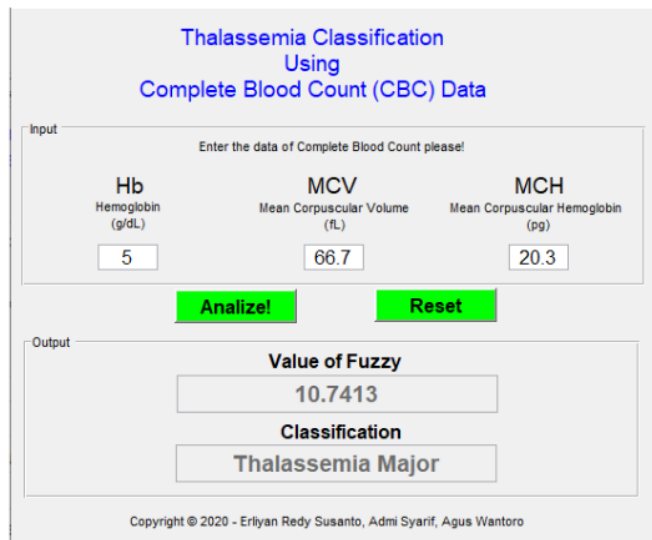 Thalassemia Classification
Using
Complete Blood Count (CBC) Data
Input
Enter the data of Complete Blood Count please!
Hb MCV MCH
Hemoglobin Mean Corpuscular Volume Mean Corpuscular Hemoglobin
(g/dL) (fL) (pg)
5 66.7 20.3
Analize! Reset
Output
Value of Fuzzy
10.7413
Classification
Thalassemia Major
Copyright © 2020 - Erliyan Redy Susanto, Admi Syarif, Agus Wantoro